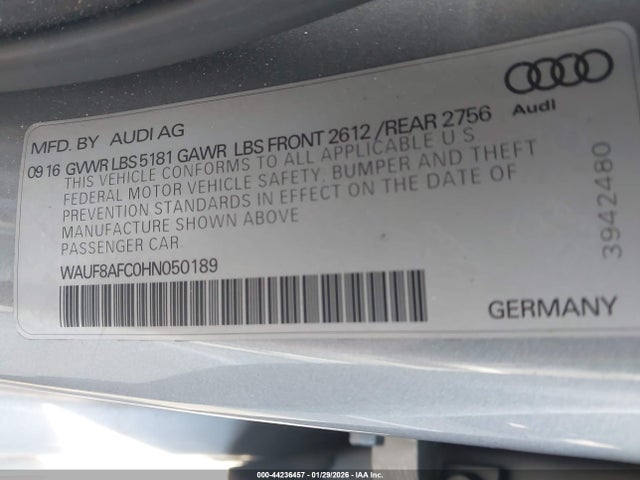 MFD. BY AUDI AG
Audi
09 16 GVWR LBS 5181 GAWR LBS FRONT 2612 / REAR 2756
THIS VEHICLE CONFORMS TO ALL APPLICABLE U S
FEDERAL MOTOR VEHICLE SAFETY, BUMPER AND THEFT
PREVENTION STANDARDS IN EFFECT ON THE DATE OF
MANUFACTURE SHOWN ABOVE
PASSENGER CAR
WAUF8AFC0HN050189
GERMANY
3942480
000-44236457 - 01/29/2026 - IAA Inc.